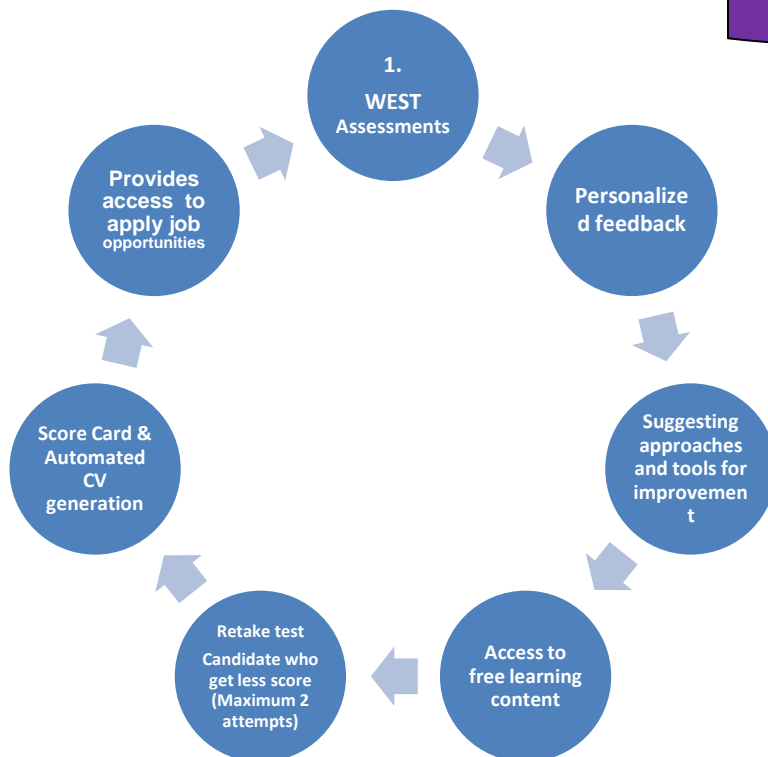 1.
WEST
Assessments
Personalize
d feedback
Suggesting
approaches
and tools for
improvemen
t
Access to
free learning
content
Retake test
Candidate who
get less score
(Maximum 2
attempts)
Score Card &
Automated
CV
generation
Provides
access to
apply job
opportunities